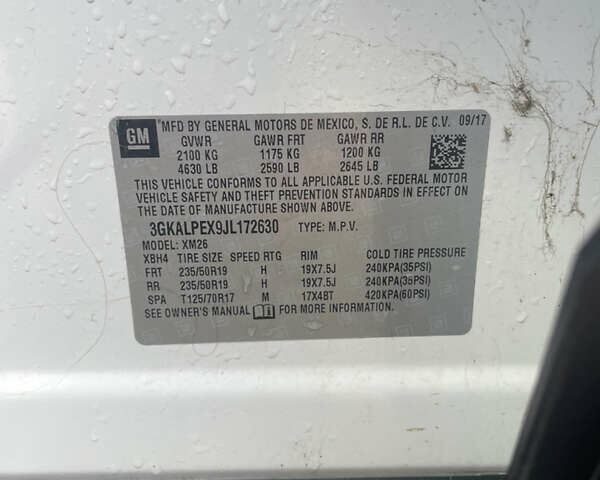 GM MFD BY GENERAL MOTORS DE MEXICO, S. DE R.L. DE C.V. 09/17
GVWR GAWR FRT GAWR RR
2100 KG 1175 KG 1200 KG
4630 LB 2590 LB 2645 LB
THIS VEHICLE CONFORMS TO ALL APPLICABLE U.S. FEDERAL MOTOR
VEHICLE SAFETY AND THEFT PREVENTION STANDARDS IN EFFECT ON
THE DATE OF MANUFACTURE SHOWN ABOVE.
3GKALPEX9JL172630 TYPE: M.P.V.
MODEL: XM26
XBH4 TIRE SIZE SPEED RTG RIM COLD TIRE PRESSURE
FRT 235/50R19 H 19X7.5J 240KPA(35PSI)
RR 235/50R19 H 19X7.5J 240KPA(35PSI)
SPA T125/70R17 M 17X4BT 420KPA(60PSI)
SEE OWNER'S MANUAL FOR MORE INFORMATION.